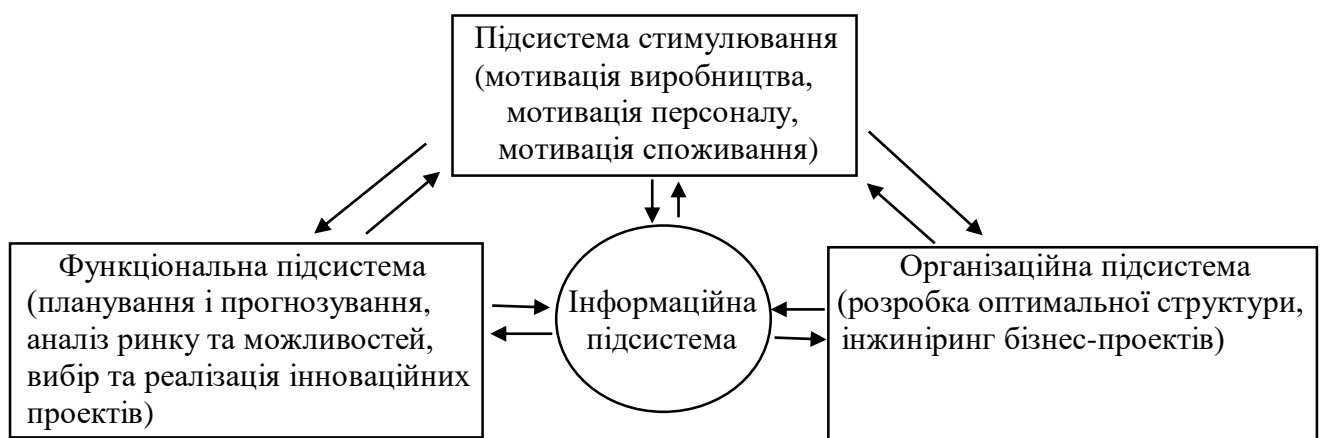 Підсистема стимулювання
(мотивація виробництва,
мотивація персоналу,
мотивація споживання)
Функціональна підсистема
(планування і прогнозування,
аналіз ринку та можливостей,
вибір та реалізація інноваційних
проектів)
Інформаційна
підсистема
Організаційна підсистема
(розробка оптимальної структури,
інжиніринг бізнес-проектів)